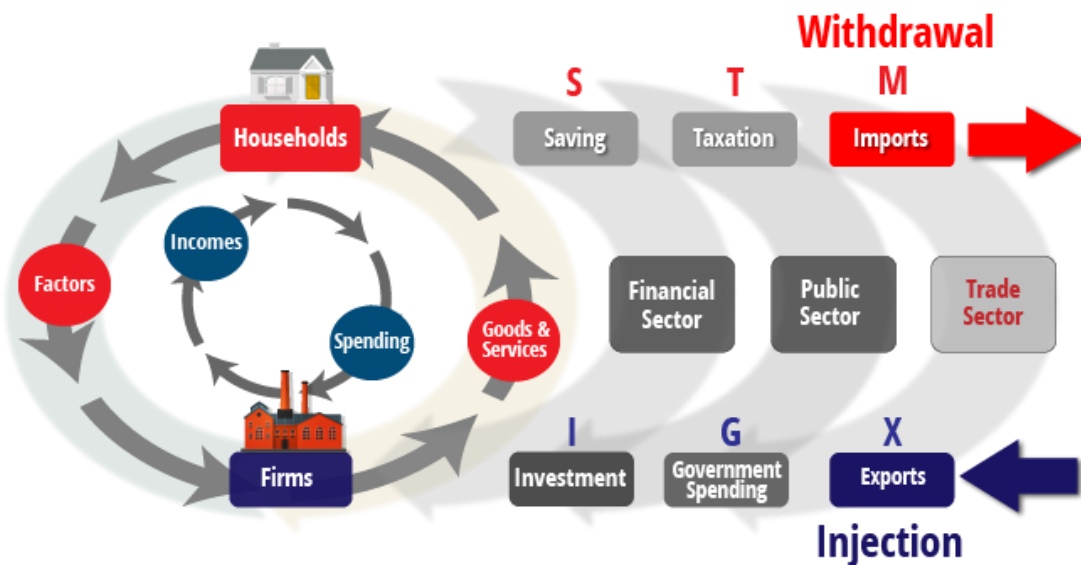 Withdrawal
S T M
Households
Saving
Taxation
Imports
Incomes
Factors
Financial
Sector
Public
Sector
Trade
Sector
Goods &
Services
Spending
I G X
Firms
Investment
Government
Spending
Exports
Injection